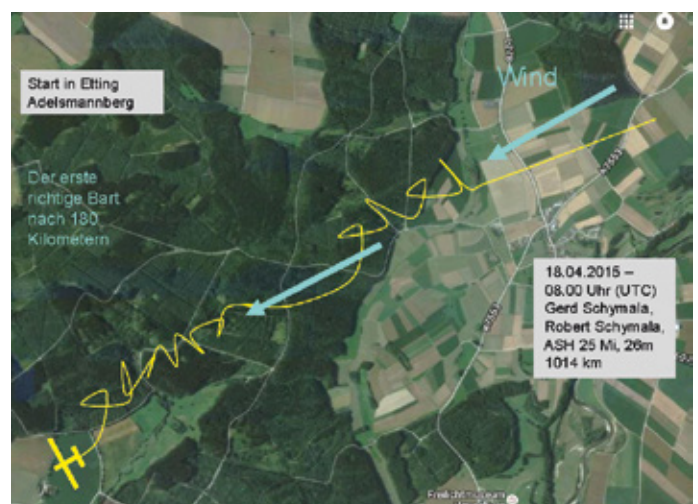 Start in Elting
Adelsmannberg
Wind
Der erste
richtige Bart
nach 180
Kilometern
18.04.2015 –
08.00 Uhr (UTC)
Gerd Schymala,
Robert Schymala,
ASH 25 Mi, 26m
1014 km
Freilichtmuseum